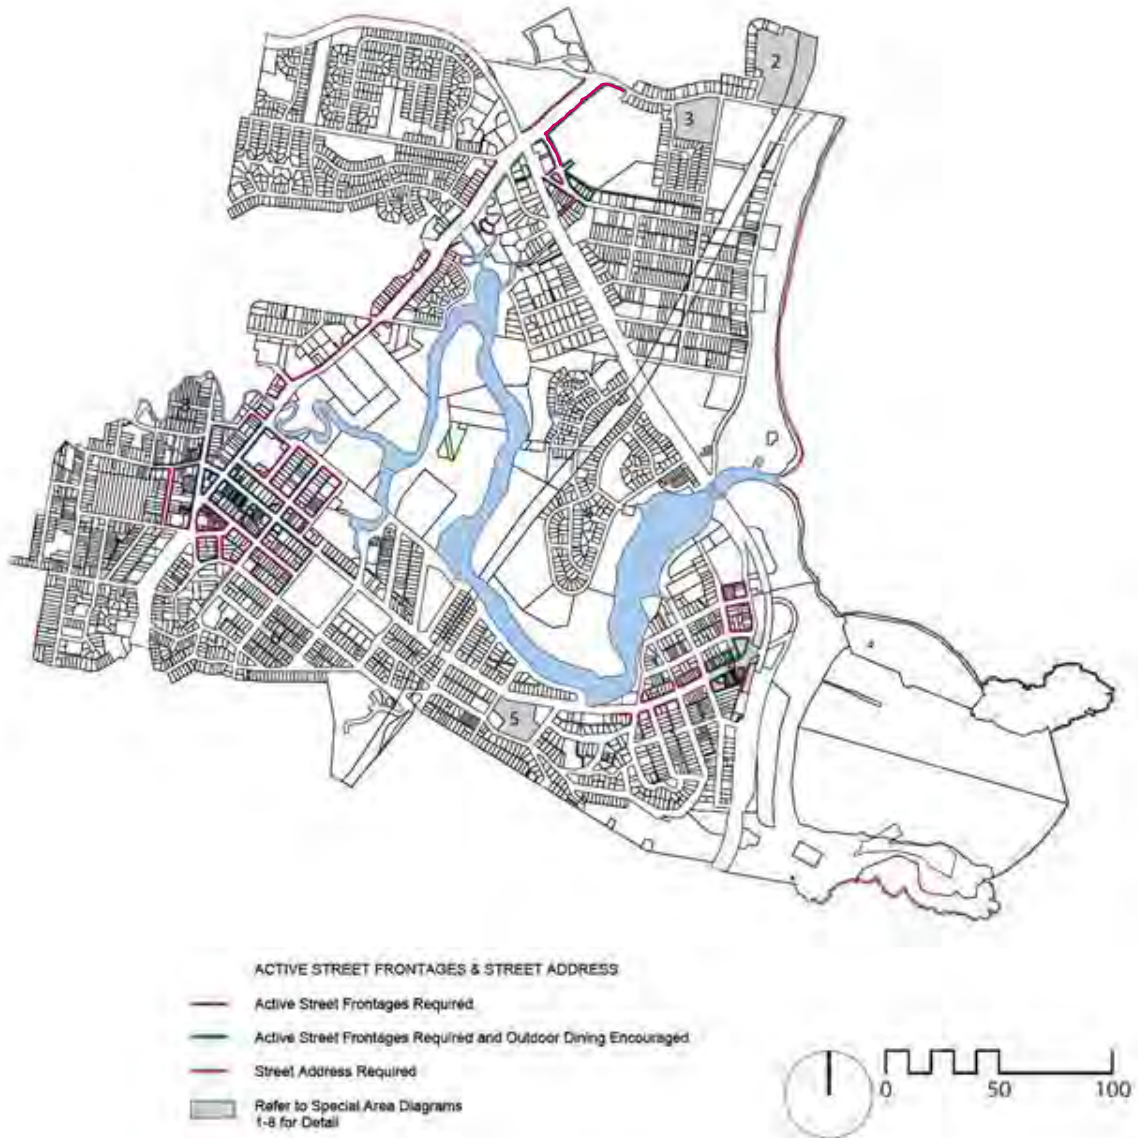 2
3
4
5
ACTIVE STREET FRONTAGES & STREET ADDRESS
Active Street Frontages Required
Active Street Frontages Required and Outdoor Dining Encouraged
Street Address Required
Refer to Special Area Diagrams
1-8 for Detail
0 50 100